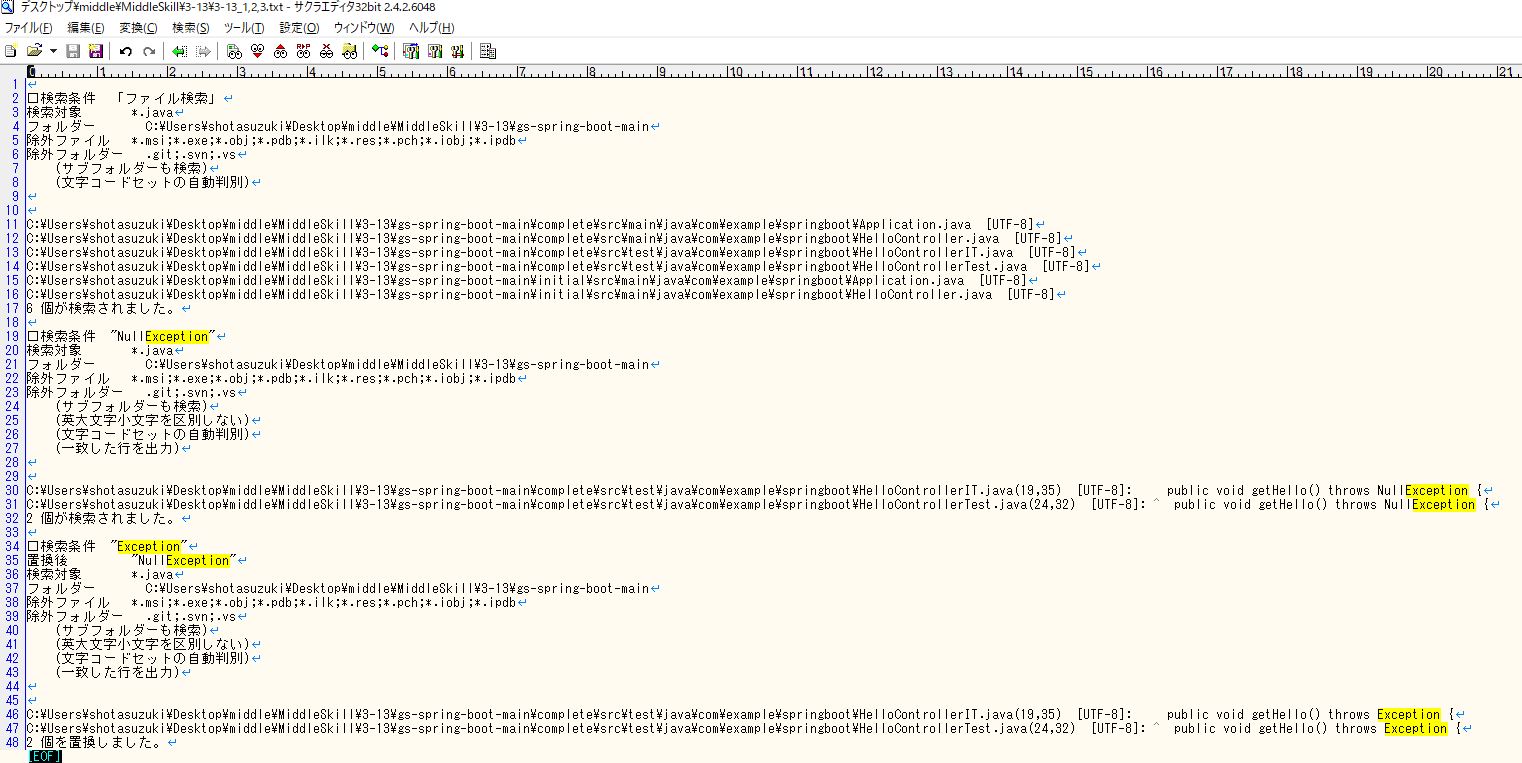 デスクトップ¥middle¥MiddleSkill¥3-13¥3-13_1,2,3.txt - サクラエディタ32bit 2.4.2.6048
ファイル(F) 編集(E) 変換(C) 検索(S) ツール(T) 設定(O) ウィンドウ(W) ヘルプ(H)
0 1 2 3 4 5 6 7 8 9 10 11 12 13 14 15 16 17 18 19 20 21
1 ↵
2 □検索条件 「ファイル検索」↵
3 検索対象 *.java↵
4 フォルダー C:¥Users¥shotasuzuki¥Desktop¥middle¥MiddleSkill¥3-13¥gs-spring-boot-main↵
5 除外ファイル *.msi;*.exe;*.obj;*.pdb;*.ilk;*.res;*.pch;*.iobj;*.ipdb↵
6 除外フォルダー .git;.svn;.vs↵
7 (サブフォルダーも検索)↵
8 (文字コードセットの自動判別)↵
9 ↵
10 ↵
11 C:¥Users¥shotasuzuki¥Desktop¥middle¥MiddleSkill¥3-13¥gs-spring-boot-main¥complete¥src¥main¥java¥com¥example¥springboot¥Application.java [UTF-8]↵
12 C:¥Users¥shotasuzuki¥Desktop¥middle¥MiddleSkill¥3-13¥gs-spring-boot-main¥complete¥src¥main¥java¥com¥example¥springboot¥HelloController.java [UTF-8]↵
13 C:¥Users¥shotasuzuki¥Desktop¥middle¥MiddleSkill¥3-13¥gs-spring-boot-main¥complete¥src¥test¥java¥com¥example¥springboot¥HelloControllerIT.java [UTF-8]↵
14 C:¥Users¥shotasuzuki¥Desktop¥middle¥MiddleSkill¥3-13¥gs-spring-boot-main¥complete¥src¥test¥java¥com¥example¥springboot¥HelloControllerTest.java [UTF-8]↵
15 C:¥Users¥shotasuzuki¥Desktop¥middle¥MiddleSkill¥3-13¥gs-spring-boot-main¥initial¥src¥main¥java¥com¥example¥springboot¥Application.java [UTF-8]↵
16 C:¥Users¥shotasuzuki¥Desktop¥middle¥MiddleSkill¥3-13¥gs-spring-boot-main¥initial¥src¥main¥java¥com¥example¥springboot¥HelloController.java [UTF-8]↵
17 6 個が検索されました。↵
18 ↵
19 □検索条件 "NullException"↵
20 検索対象 *.java↵
21 フォルダー C:¥Users¥shotasuzuki¥Desktop¥middle¥MiddleSkill¥3-13¥gs-spring-boot-main↵
22 除外ファイル *.msi;*.exe;*.obj;*.pdb;*.ilk;*.res;*.pch;*.iobj;*.ipdb↵
23 除外フォルダー .git;.svn;.vs↵
24 (サブフォルダーも検索)↵
25 (英大文字小文字を区別しない)↵
26 (文字コードセットの自動判別)↵
27 (一致した行を出力)↵
28 ↵
29 ↵
30 C:¥Users¥shotasuzuki¥Desktop¥middle¥MiddleSkill¥3-13¥gs-spring-boot-main¥complete¥src¥test¥java¥com¥example¥springboot¥HelloControllerIT.java(19,35) [UTF-8]: public void getHello() throws NullException {↵
31 C:¥Users¥shotasuzuki¥Desktop¥middle¥MiddleSkill¥3-13¥gs-spring-boot-main¥complete¥src¥test¥java¥com¥example¥springboot¥HelloControllerTest.java(24,32) [UTF-8]: ^ public void getHello() throws NullException {↵
32 2 個が検索されました。↵
33 ↵
34 □検索条件 "Exception"↵
35 置換後 "NullException"↵
36 検索対象 *.java↵
37 フォルダー C:¥Users¥shotasuzuki¥Desktop¥middle¥MiddleSkill¥3-13¥gs-spring-boot-main↵
38 除外ファイル *.msi;*.exe;*.obj;*.pdb;*.ilk;*.res;*.pch;*.iobj;*.ipdb↵
39 除外フォルダー .git;.svn;.vs↵
40 (サブフォルダーも検索)↵
41 (英大文字小文字を区別しない)↵
42 (文字コードセットの自動判別)↵
43 (一致した行を出力)↵
44 ↵
45 ↵
46 C:¥Users¥shotasuzuki¥Desktop¥middle¥MiddleSkill¥3-13¥gs-spring-boot-main¥complete¥src¥test¥java¥com¥example¥springboot¥HelloControllerIT.java(19,35) [UTF-8]: public void getHello() throws Exception {↵
47 C:¥Users¥shotasuzuki¥Desktop¥middle¥MiddleSkill¥3-13¥gs-spring-boot-main¥complete¥src¥test¥java¥com¥example¥springboot¥HelloControllerTest.java(24,32) [UTF-8]: ^ public void getHello() throws Exception {↵
48 2 個を置換しました。↵
[EOF]